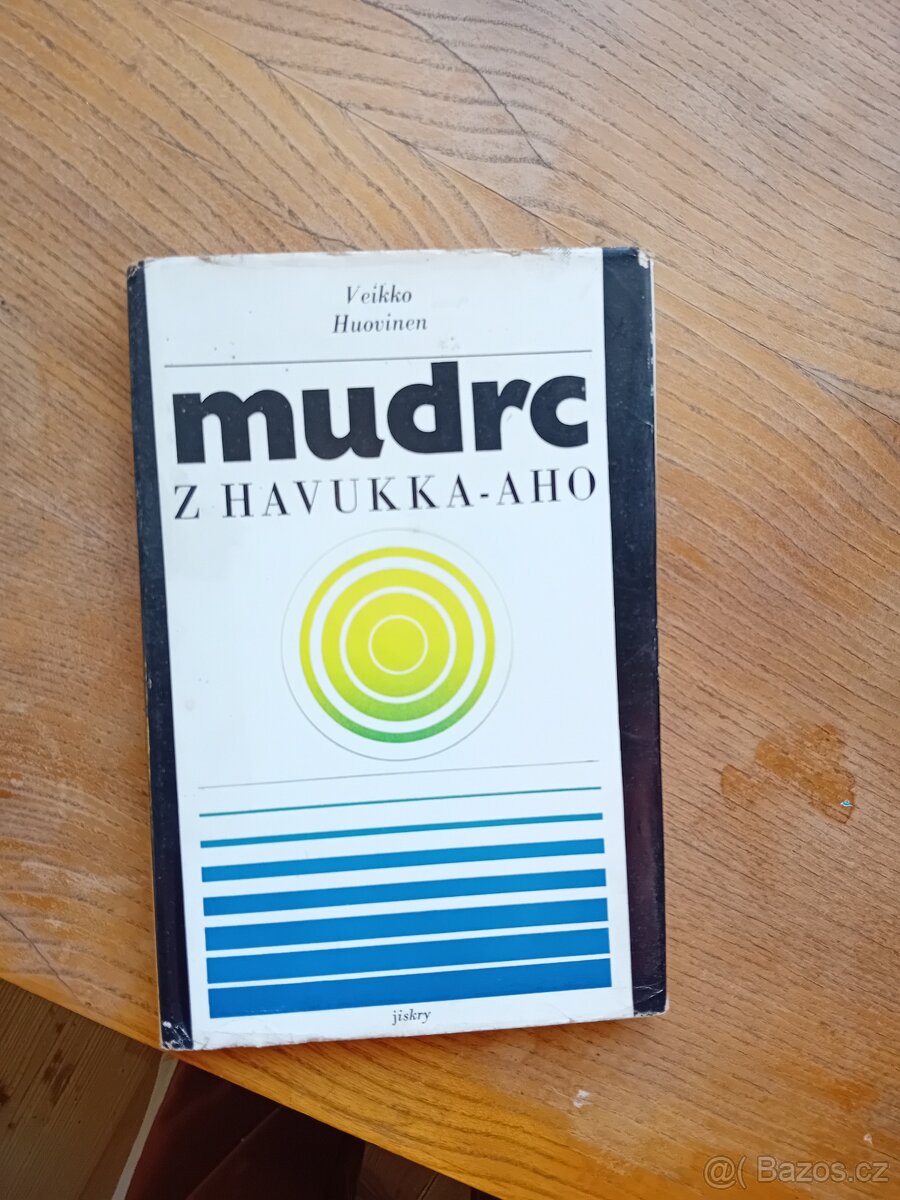 Veikko
Huovinen
mudrc
Z HAVUKKA-AHO
jiskry
@( Bazos.cz